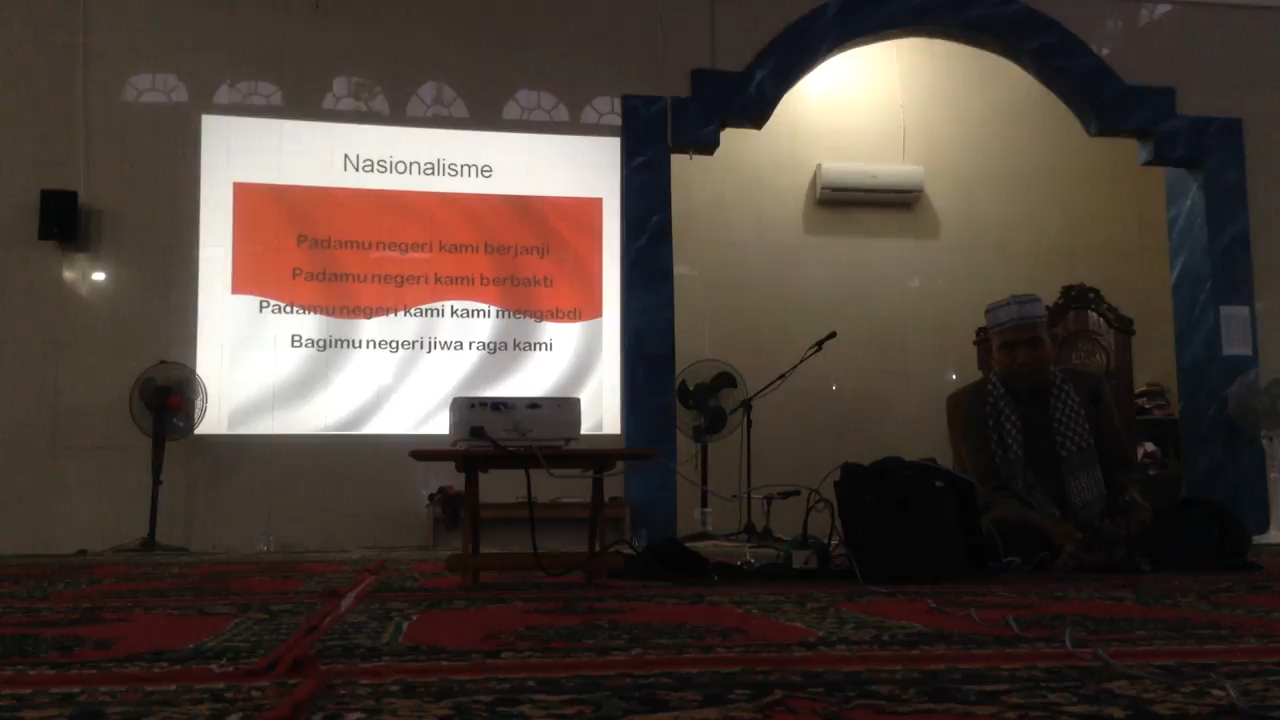 Nasionalisme
Padamu negeri kami berjanji
Padamu negeri kami berbakti
Padamu negeri kami kami mengabdi
Bagimu negeri jiwa raga kami